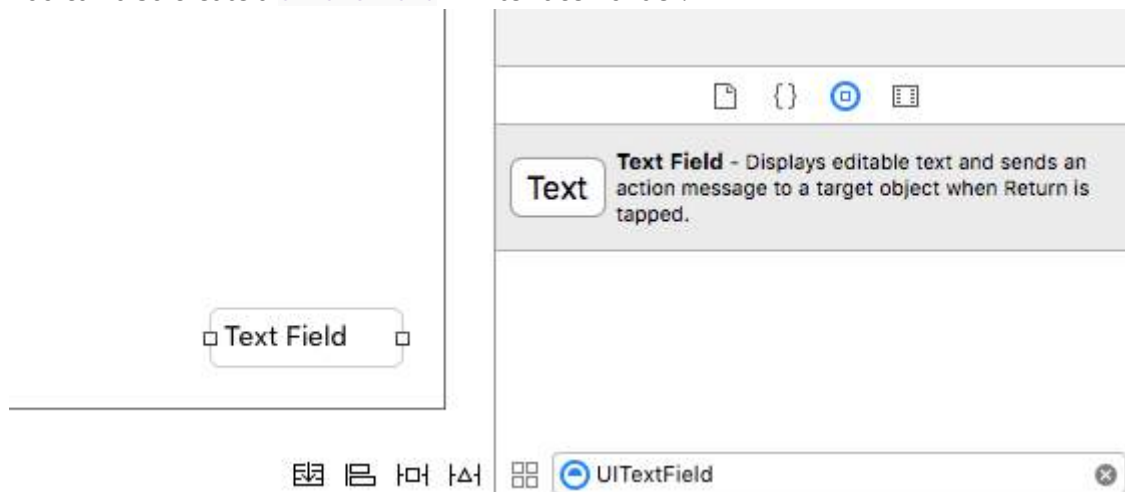 Text
Text Field - Displays editable text and sends an
action message to a target object when Return is
tapped.
Text Field
UITextField